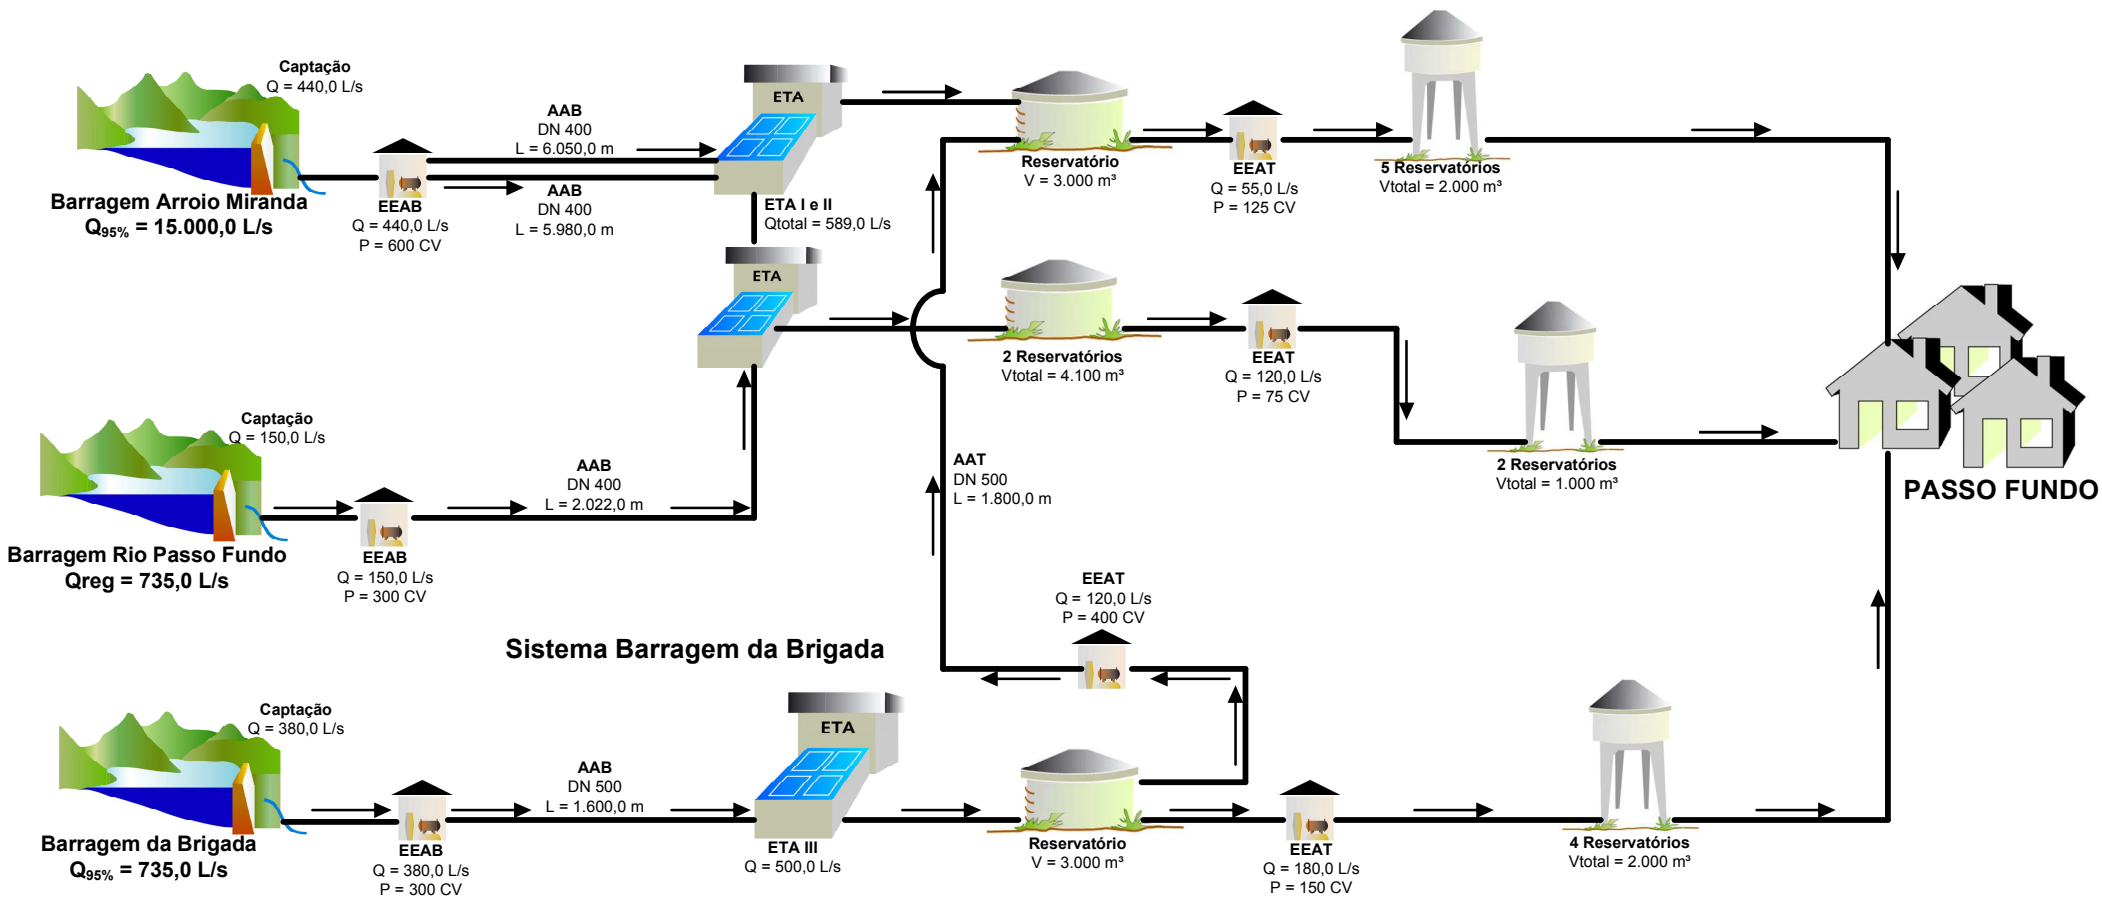 Captação
Q = 440,0 L/s
Barragem Arroio Miranda
Q95% = 15.000,0 L/s
EEAB
Q = 440,0 L/s
P = 600 CV
AAB
DN 400
L = 6.050,0 m
AAB
DN 400
L = 5.980,0 m
ETA
ETA I e II
Qtotal = 589,0 L/s
ETA
Reservatório
V = 3.000 m³
EEAT
Q = 55,0 L/s
P = 125 CV
5 Reservatórios
Vtotal = 2.000 m³
2 Reservatórios
Vtotal = 4.100 m³
EEAT
Q = 120,0 L/s
P = 75 CV
2 Reservatórios
Vtotal = 1.000 m³
PASSO FUNDO
Captação
Q = 150,0 L/s
Barragem Rio Passo Fundo
Qreg = 735,0 L/s
EEAB
Q = 150,0 L/s
P = 300 CV
AAB
DN 400
L = 2.022,0 m
AAT
DN 500
L = 1.800,0 m
EEAT
Q = 120,0 L/s
P = 400 CV
Sistema Barragem da Brigada
Captação
Q = 380,0 L/s
Barragem da Brigada
Q95% = 735,0 L/s
EEAB
Q = 380,0 L/s
P = 300 CV
AAB
DN 500
L = 1.600,0 m
ETA
ETA III
Q = 500,0 L/s
Reservatório
V = 3.000 m³
EEAT
Q = 180,0 L/s
P = 150 CV
4 Reservatórios
Vtotal = 2.000 m³